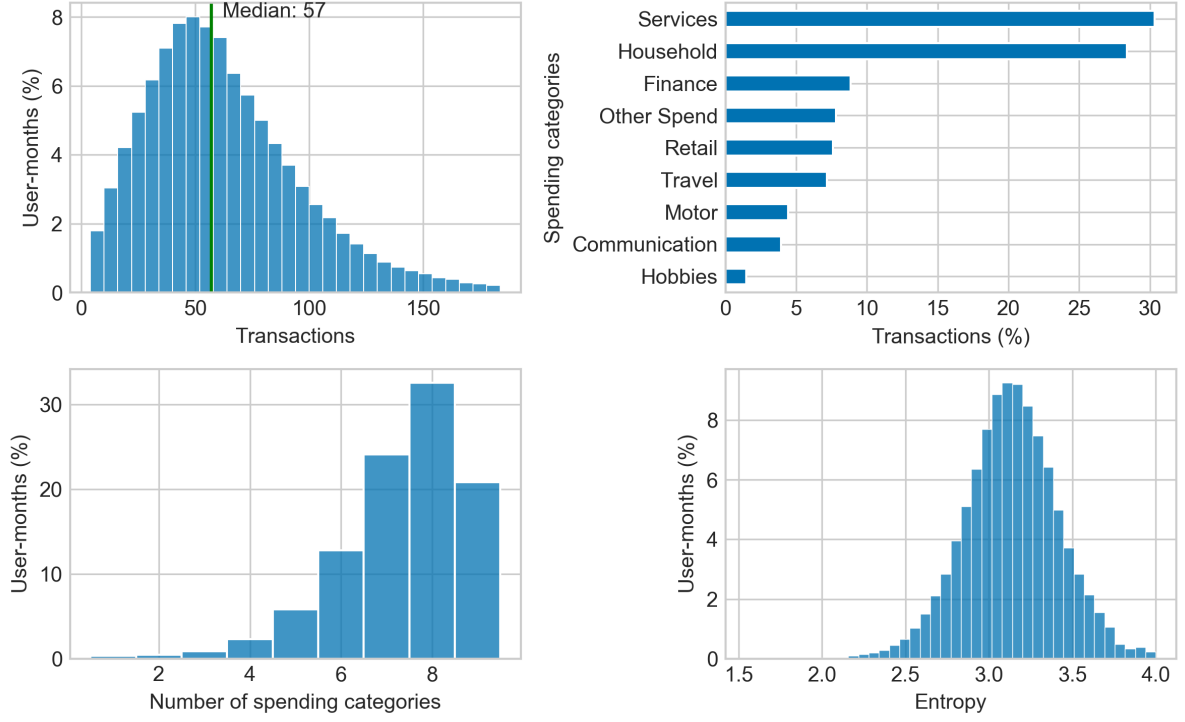 Median: 57
8
6
4
2
0
User-months (%)
0
50
100
150
Transactions
Spending categories
Services
Household
Finance
Other Spend
Retail
Travel
Motor
Communication
Hobbies
0
5
10
15
20
25
30
Transactions (%)
30
20
10
0
User-months (%)
2
4
6
8
Number of spending categories
8
6
4
2
0
User-months (%)
1.5
2.0
2.5
3.0
3.5
4.0
Entropy